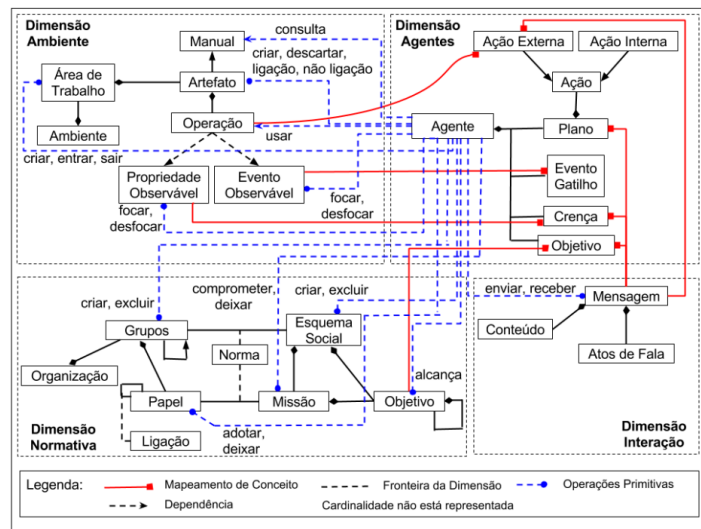 Dimensão
Ambiente
Manual
consulta
criar, descartar,
ligação, não ligação
Área de
Trabalho
Artefato
Ambiente
Operação
usar
criar, entrar, sair
Propriedade
Observável
Evento
Observável
focar,
desfocar
focar,
desfocar
Dimensão
Agentes
Ação Externa
Ação Interna
Ação
Agente
Plano
Evento
Gatilho
Crença
Objetivo
criar, excluir
comprometer,
deixar
criar, excluir
Grupos
Esquema
Social
Norma
Organização
Papel
Missão
Objetivo
alcança
Dimensão
Normativa
Ligação
adotar,
deixar
enviar, receber
Mensagem
Conteúdo
Atos de Fala
Dimensão
Interação
Legenda:
Mapeamento de Conceito
Fronteira da Dimensão
Operações Primitivas
Dependência
Cardinalidade não está representada